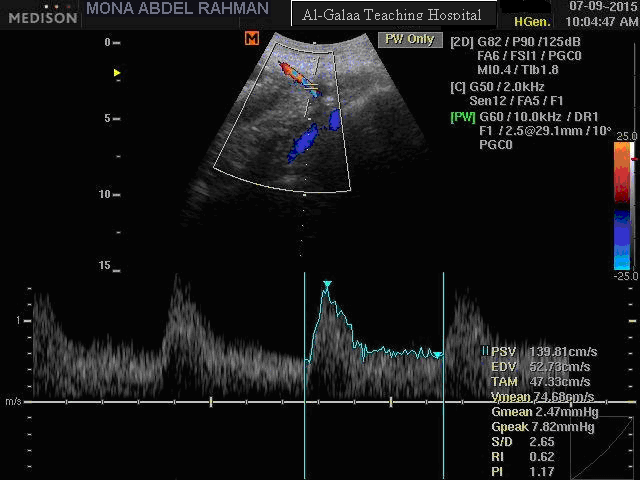 MEDISON
MONA ABDEL RAHMAN
Al-Galaa Teaching Hospital
HGen.
07-09-2015
10:04:47 AM
M
PW Only
[2D] G82 / P90 /125dB
FA6 / FSI1 / PGC0
MI0.4 / TIb1.8
[C] G50 / 2.0kHz
Sen12 / FA5 / F1
[PW] G60 / 10.0kHz / DR1
F1 / 2.5@29.1mm / 10°
PGC0
0
5
10
15
25.0
-25.0
1
m/s
PSV 139.81cm/s
EDV 52.73cm/s
TAM 47.33cm/s
Vmean 74.68cm/s
Gmean 2.47mmHg
Gpeak 7.82mmHg
S/D 2.65
RI 0.62
PI 1.17